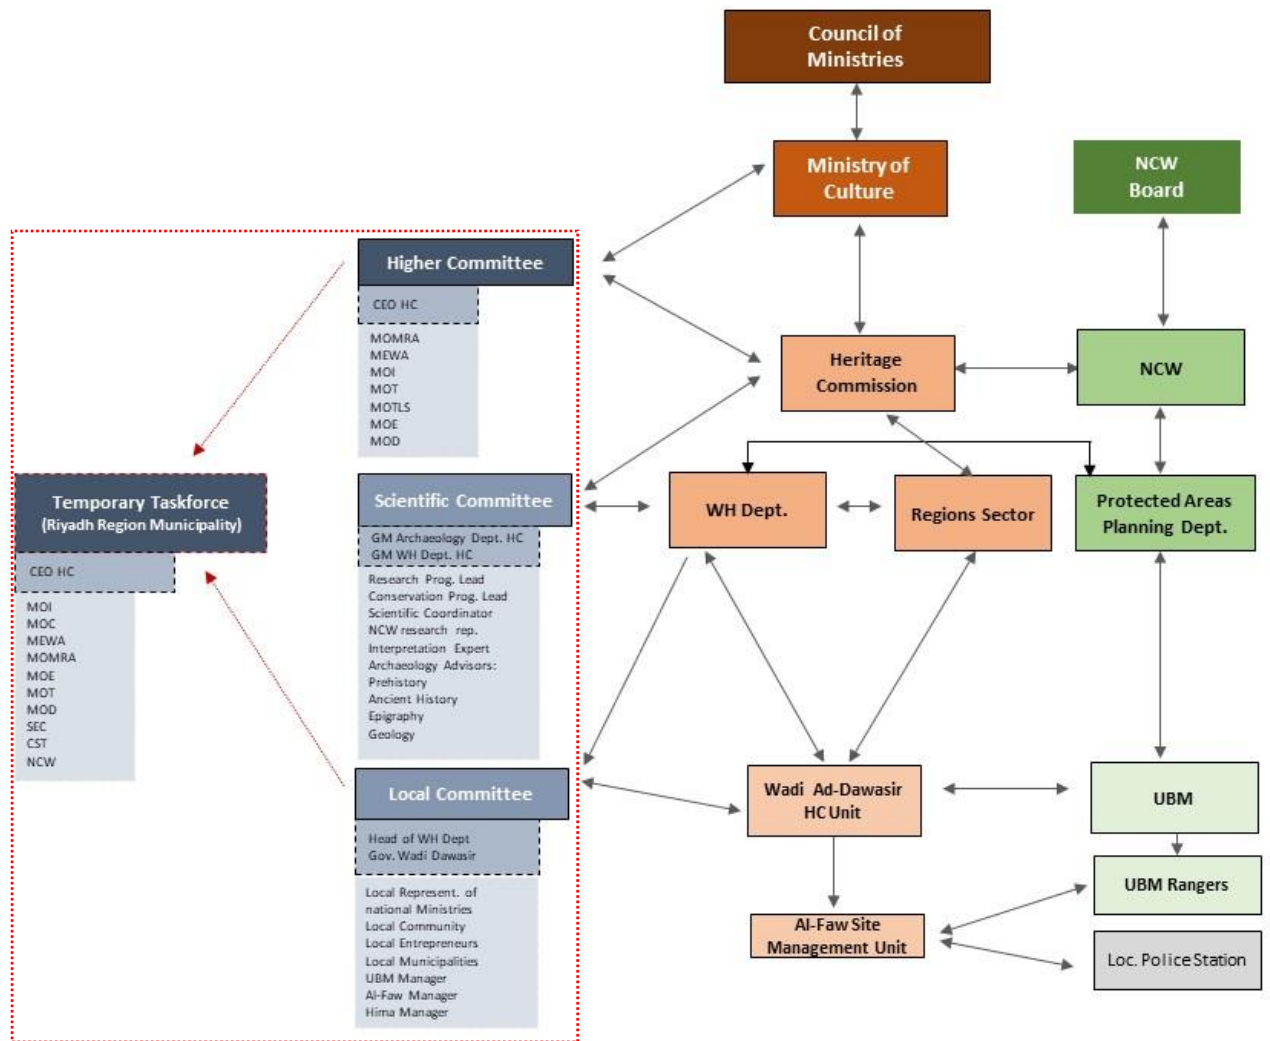 Council of
Ministries
Ministry of
Culture
NCW
Board
Higher Committee
CEO HC
MOMRA
MEWA
MOI
MOT
MOTLS
MOE
MOD
Heritage
Commission
NCW
Temporary Taskforce
(Riyadh Region Municipality)
CEO HC
MOI
MOC
MEWA
MOMRA
MOE
MOT
MOD
SEC
CST
NCW
Scientific Committee
GM Archaeology Dept. HC
GM WH Dept. HC
Research Prog. Lead
Conservation Prog. Lead
Scientific Coordinator
NCW research rep.
Interpretation Expert
Archaeology Advisors:
Prehistory
Ancient History
Epigraphy
Geology
WH Dept.
Regions Sector
Protected Areas
Planning Dept.
Local Committee
Head of WH Dept
Gov. Wadi Dawasir
Local Represent. of
national Ministries
Local Community
Local Entrepreneurs
Local Municipalities
UBM Manager
Al-Faw Manager
Hima Manager
Wadi Ad-Dawasir
HC Unit
UBM
UBM Rangers
Al-Faw Site
Management Unit
Loc. Police Station